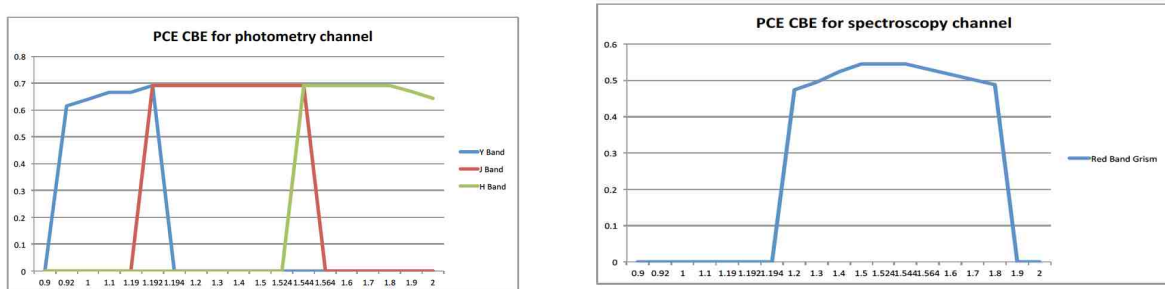 PCE CBE for photometry channel
0.8
0.7
0.6
0.5
0.4
0.3
0.2
0.1
0
0.9 0.92 1 1.1 1.19 1.192 1.194 1.2 1.3 1.4 1.5 1.524 1.544 1.564 1.6 1.7 1.8 1.9 2
Y Band
J Band
H Band
PCE CBE for spectroscopy channel
0.6
0.5
0.4
0.3
0.2
0.1
0
0.9 0.92 1 1.1 1.19 1.192 1.194 1.2 1.3 1.4 1.5 1.524 1.544 1.564 1.6 1.7 1.8 1.9 2
Red Band Grism